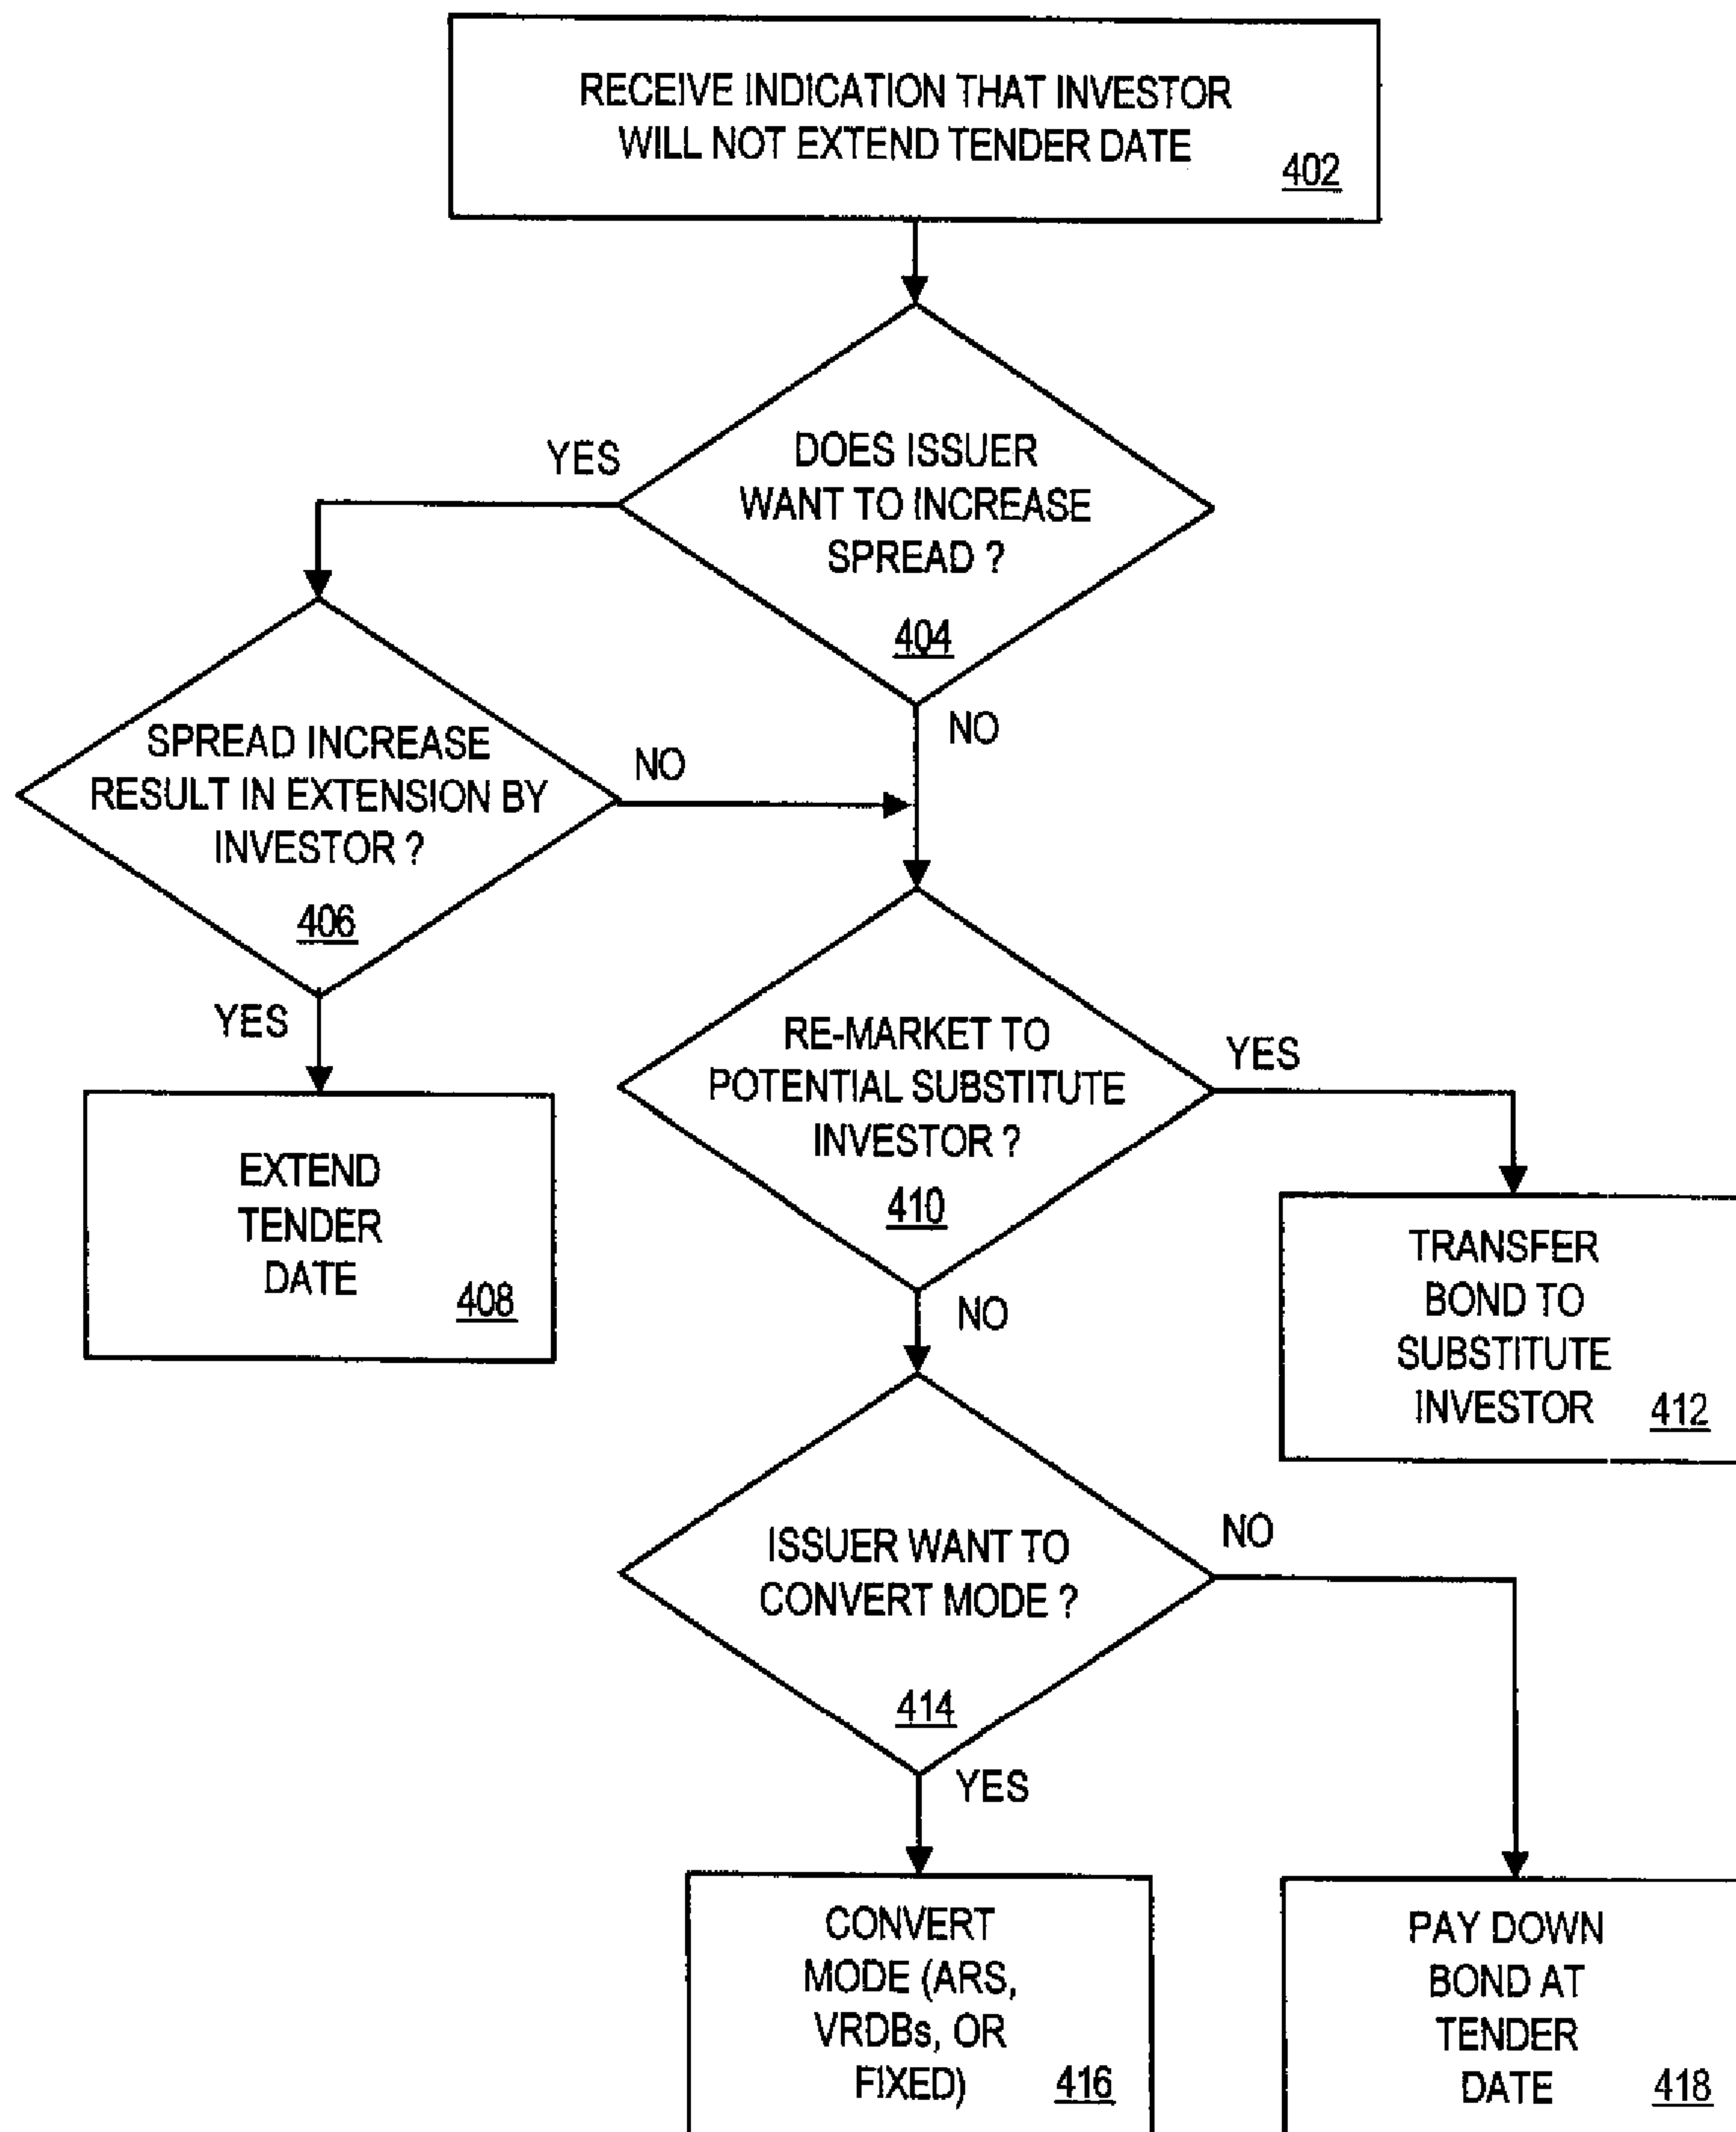 RECEIVE INDICATION THAT INVESTOR
WILL NOT EXTEND TENDER DATE
402
DOES ISSUER
WANT TO INCREASE
SPREAD ?
404
YES
NO
SPREAD INCREASE
RESULT IN EXTENSION BY
INVESTOR ?
406
NO
YES
EXTEND
TENDER
DATE
408
RE-MARKET TO
POTENTIAL SUBSTITUTE
INVESTOR ?
410
YES
NO
TRANSFER
BOND TO
SUBSTITUTE
INVESTOR
412
ISSUER WANT TO
CONVERT MODE ?
414
NO
YES
CONVERT
MODE (ARS,
VRDBs, OR
FIXED)
416
PAY DOWN
BOND AT
TENDER
DATE
418